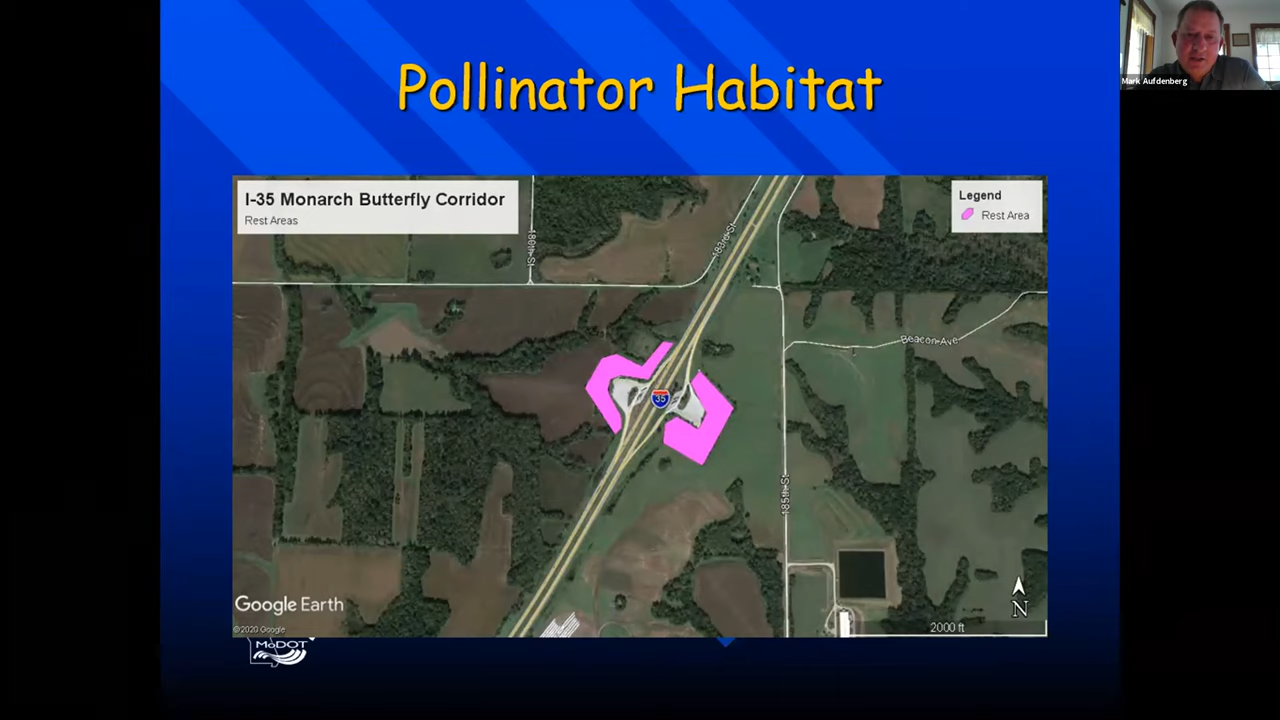 Pollinator Habitat
Mark Aufdenberg
I-35 Monarch Butterfly Corridor
Rest Areas
Legend
Rest Area
180th St
183rd St
Beacon Ave
35
185th St
Google Earth
©2020 Google
N
2000 ft
MoDOT